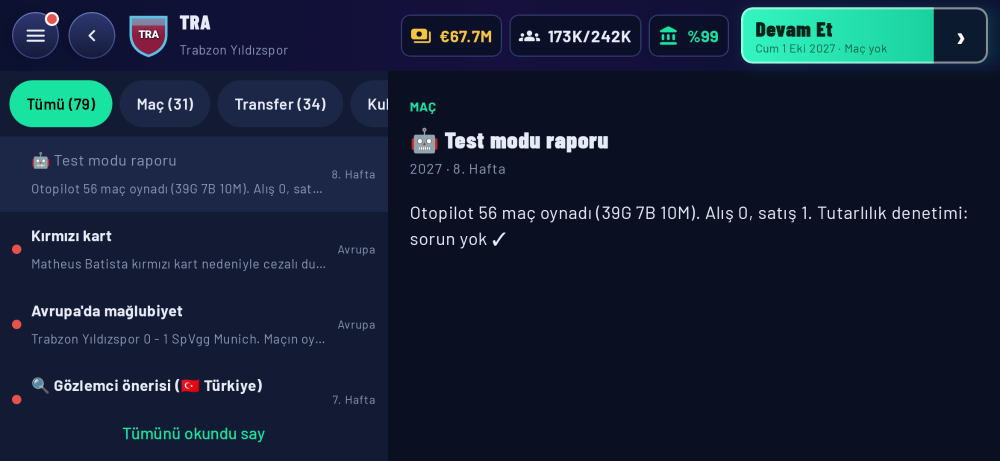 TRA
TRA
Trabzon Yıldızspor
€67.7M
173K/242K
%99
Devam Et
Cum 1 Eki 2027 · Maç yok
Tümü (79)
Maç (31)
Transfer (34)
Kul
🤖 Test modu raporu
Otopilot 56 maç oynadı (39G 7B 10M). Alış 0, sat...
8. Hafta
Kırmızı kart
Matheus Batista kırmızı kart nedeniyle cezalı du...
Avrupa
Avrupa'da mağlubiyet
Trabzon Yıldızspor 0 - 1 SpVgg Munich. Maçın oy...
Avrupa
🔍 Gözlemci önerisi (🇹🇷 Türkiye)
7. Hafta
Tümünü okundu say
MAÇ
🤖 Test modu raporu
2027 · 8. Hafta
Otopilot 56 maç oynadı (39G 7B 10M). Alış 0, satış 1. Tutarlılık denetimi:
sorun yok ✓